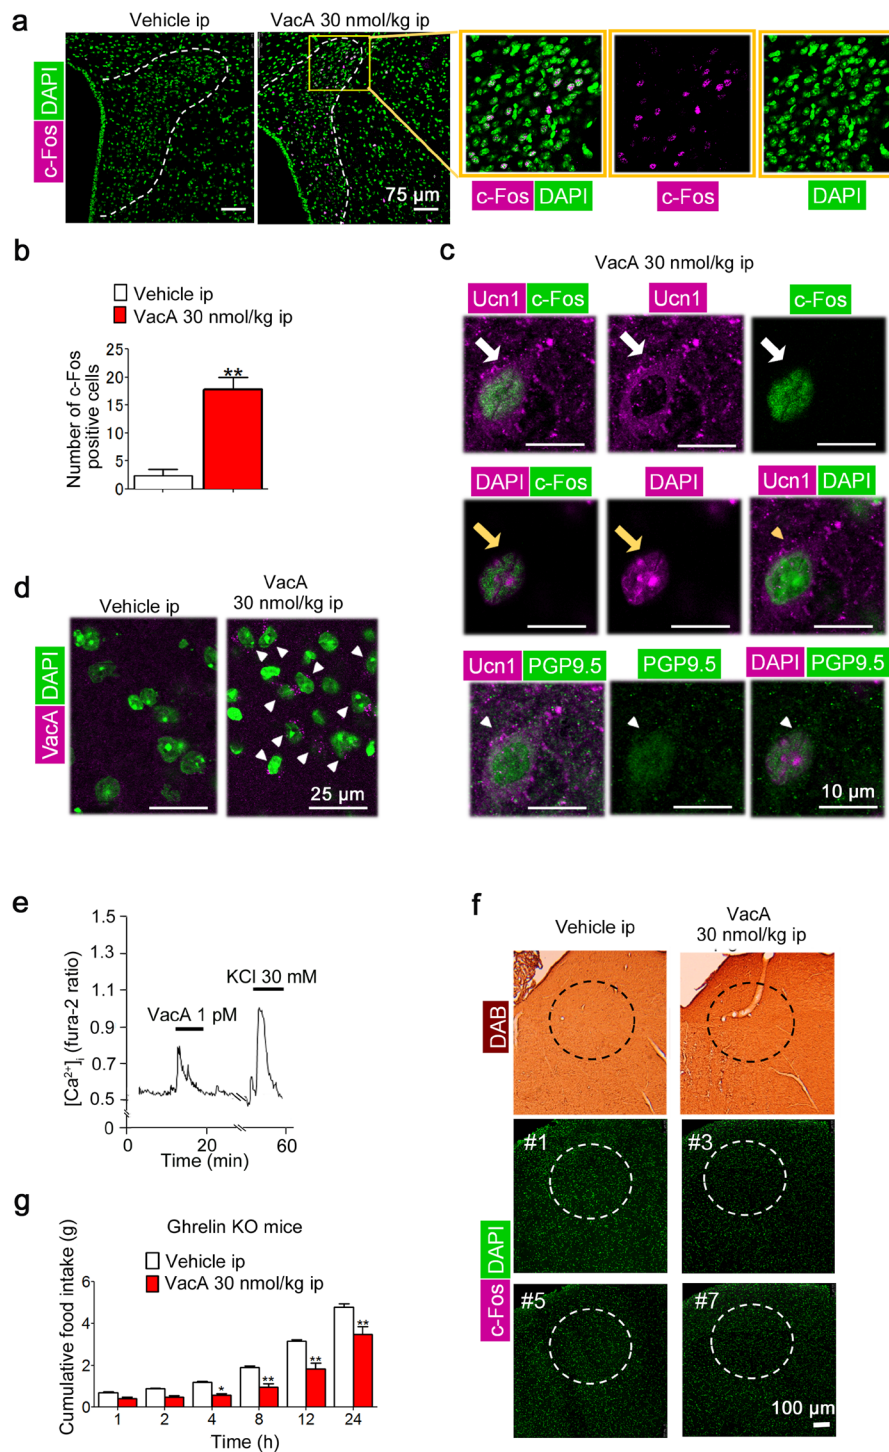 a
Vehicle ip
VacA 30 nmol/kg ip
c-Fos DAPI
75 µm
c-Fos DAPI
c-Fos
DAPI
b
Vehicle ip
VacA 30 nmol/kg ip
Number of c-Fos
positive cells
25
20
15
10
5
0
**
c
VacA 30 nmol/kg ip
Ucn1 c-Fos
Ucn1
c-Fos
DAPI c-Fos
DAPI
Ucn1 DAPI
Ucn1 PGP9.5
PGP9.5
DAPI PGP9.5
10 µm
d
Vehicle ip
VacA
30 nmol/kg ip
VacA DAPI
25 µm
e
[Ca²⁺]ᵢ (fura-2 ratio)
1.5
1.3
1.1
0.9
0.7
0.5
0
VacA 1 pM
KCl 30 mM
0
20
40
60
Time (min)
f
Vehicle ip
VacA
30 nmol/kg ip
DAB
c-Fos DAPI
#1
#3
#5
#7
100 µm
g
Ghrelin KO mice
Vehicle ip
VacA 30 nmol/kg ip
Cumulative food intake (g)
6
4
2
0
*
**
**
**
1 2 4 8 12 24
Time (h)